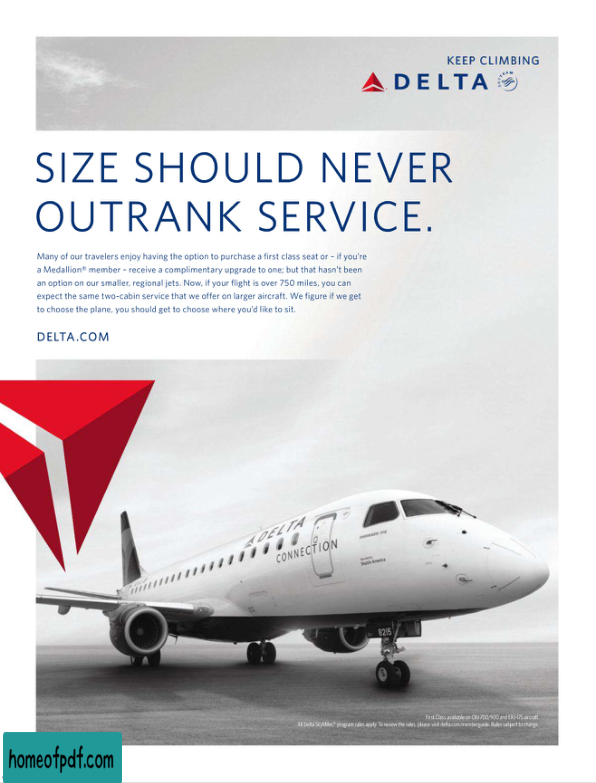 KEEP CLIMBING
DELTA
SIZE SHOULD NEVER
OUTRANK SERVICE.
Many of our travelers enjoy having the option to purchase a first class seat or – if you're
a Medallion® member – receive a complimentary upgrade to one; but that hasn't been
an option on our smaller, regional jets. Now, if your flight is over 750 miles, you can
expect the same two-cabin service that we offer on larger aircraft. We figure if we get
to choose the plane, you should get to choose where you'd like to sit.
DELTA.COM
DELTA
CONNECTION
Shuttle America
8215
First Class available on CRJ-700/900 and ERJ-175 aircraft.
All Delta SkyMiles® program rules apply. To review the rules, please visit delta.com/memberguide. Rules subject to change.
homeofpdf.com